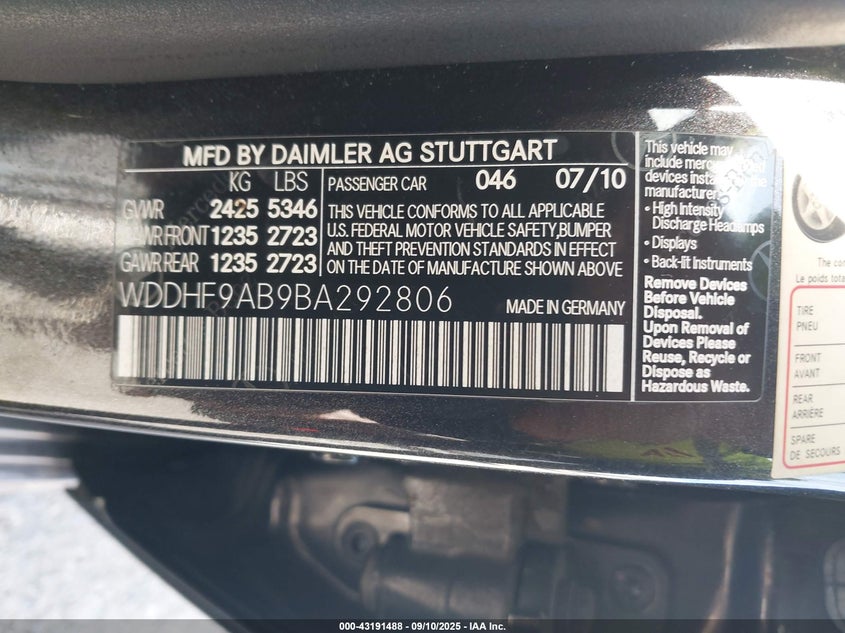 MFD BY DAIMLER AG STUTTGART
KG LBS
GVWR 2425 5346
GAWR FRONT 1235 2723
GAWR REAR 1235 2723
PASSENGER CAR 046 07/10
THIS VEHICLE CONFORMS TO ALL APPLICABLE
U.S. FEDERAL MOTOR VEHICLE SAFETY,BUMPER
AND THEFT PREVENTION STANDARDS IN EFFECT
ON THE DATE OF MANUFACTURE SHOWN ABOVE
WDDHF9AB9BA292806
MADE IN GERMANY
This vehicle may
include
devices
manufacturer:
• High Intensity
Discharge Headlamps
• Displays
• Back-lit Instruments
Remove Devices
Before Vehicle
Disposal.
Upon Removal of
Devices Please
Reuse, Recycle or
Dispose as
Hazardous Waste.
The
Le poids
TIRE
PNEU
FRONT
AVANT
REAR
ARRIÈRE
SPARE
DE SECOURS
000-43191488 - 09/10/2025 - IAA Inc.